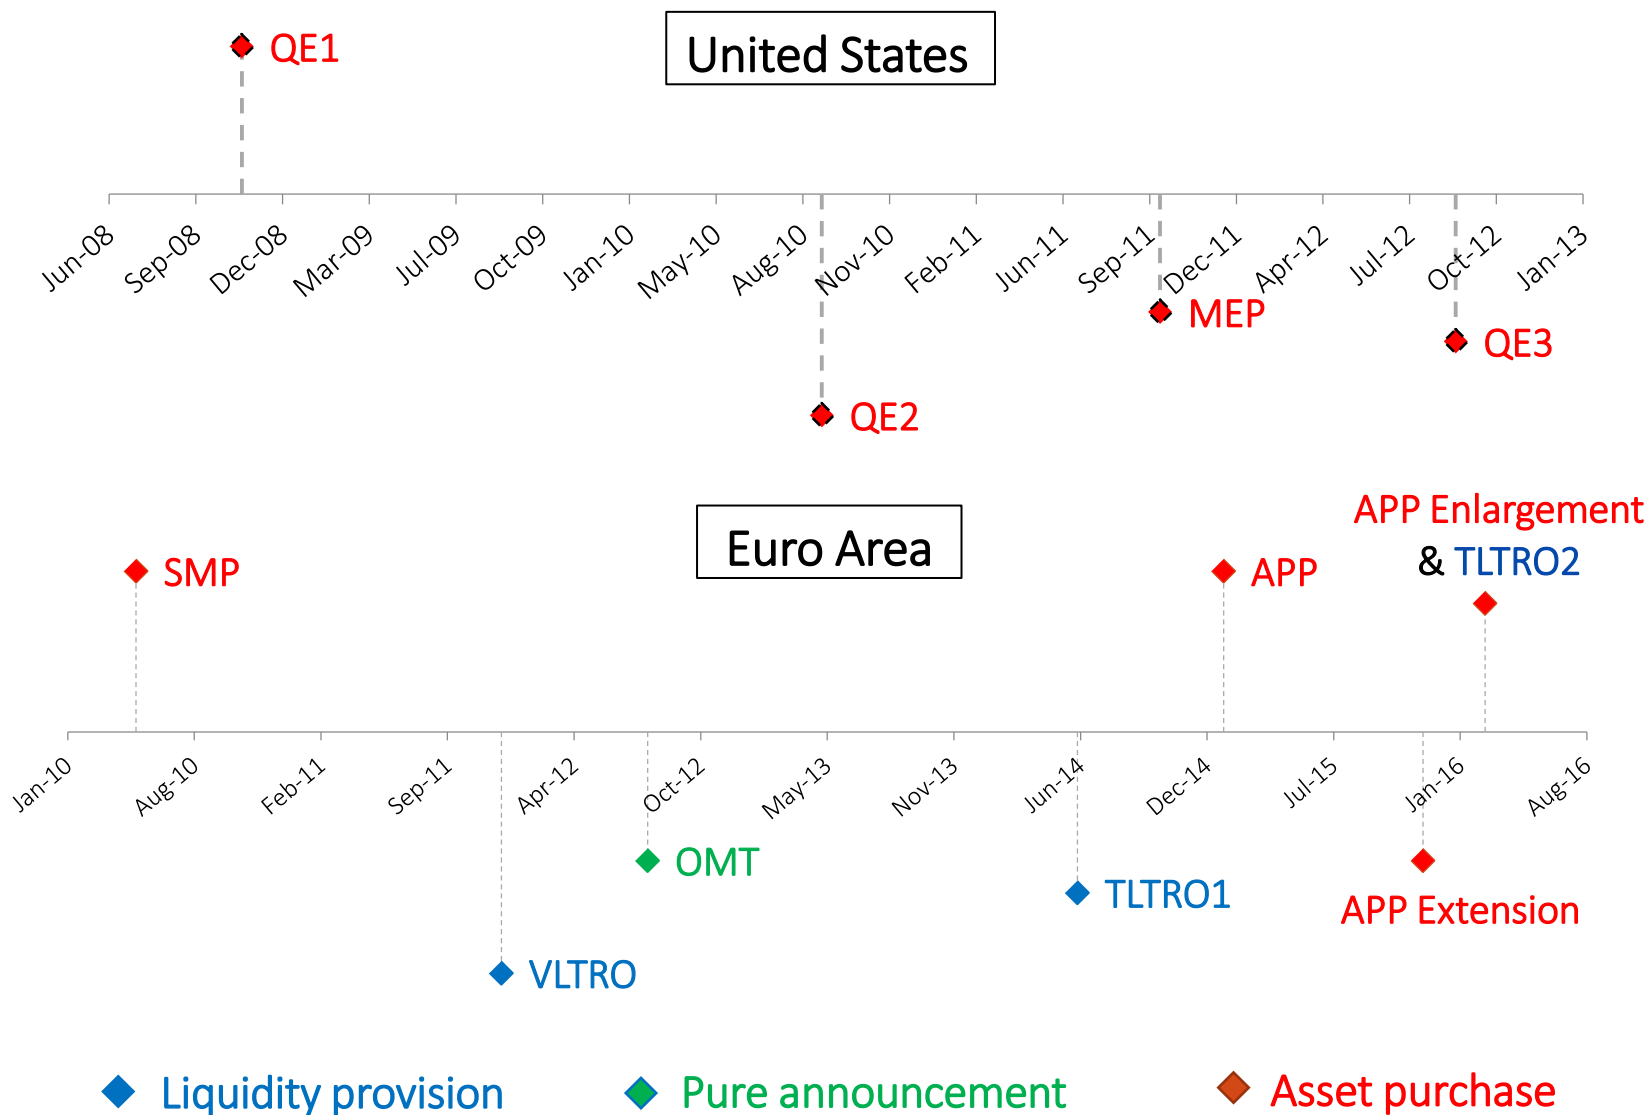 QE1
United States
Jun-08
Sep-08
Dec-08
Mar-09
Jul-09
Oct-09
Jan-10
May-10
Aug-10
Nov-10
Feb-11
Jun-11
Sep-11
Dec-11
Apr-12
Jul-12
Oct-12
Jan-13
MEP
QE3
QE2
APP Enlargement
& TLTRO2
Euro Area
SMP
APP
Jan-10
Aug-10
Feb-11
Sep-11
Apr-12
Oct-12
May-13
Nov-13
Jun-14
Dec-14
Jul-15
Jan-16
Aug-16
OMT
TLTRO1
APP Extension
VLTRO
Liquidity provision
Pure announcement
Asset purchase